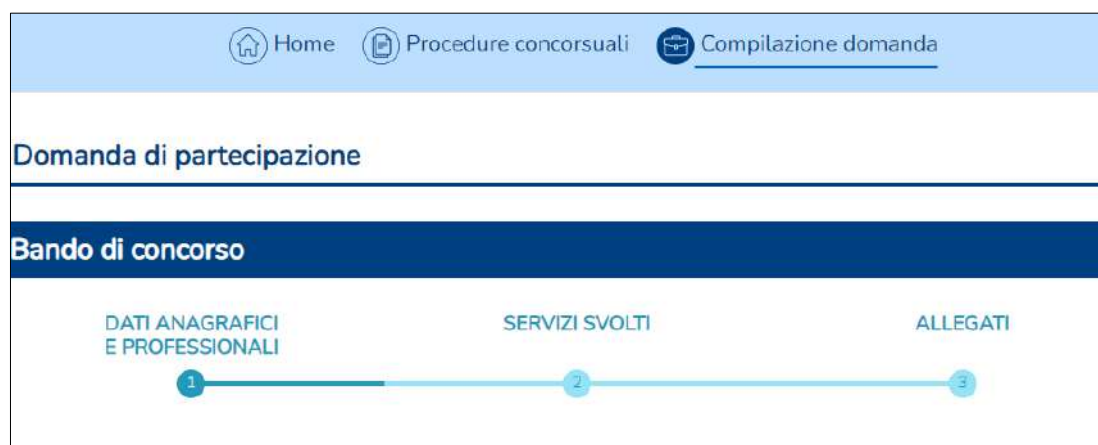 Home Procedure concorsuali Compilazione domanda
Domanda di partecipazione
Bando di concorso
DATI ANAGRAFICI
E PROFESSIONALI
SERVIZI SVOLTI
ALLEGATI
1 2 3